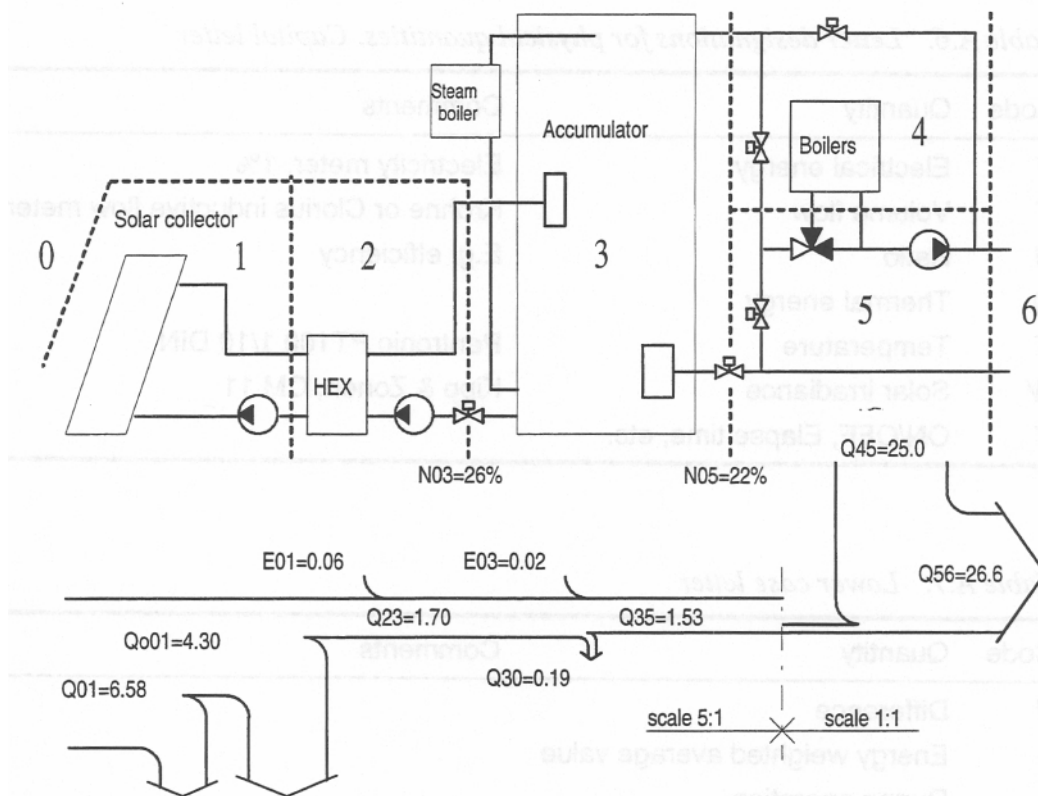 Steam
boiler
Accumulator
Boilers
4
Solar collector
0
1
2
3
5
6
HEX
N03=26%
N05=22%
Q45=25.0
E01=0.06
E03=0.02
Q56=26.6
Q23=1.70
Q35=1.53
Qo01=4.30
Q30=0.19
Q01=6.58
scale 5:1
scale 1:1